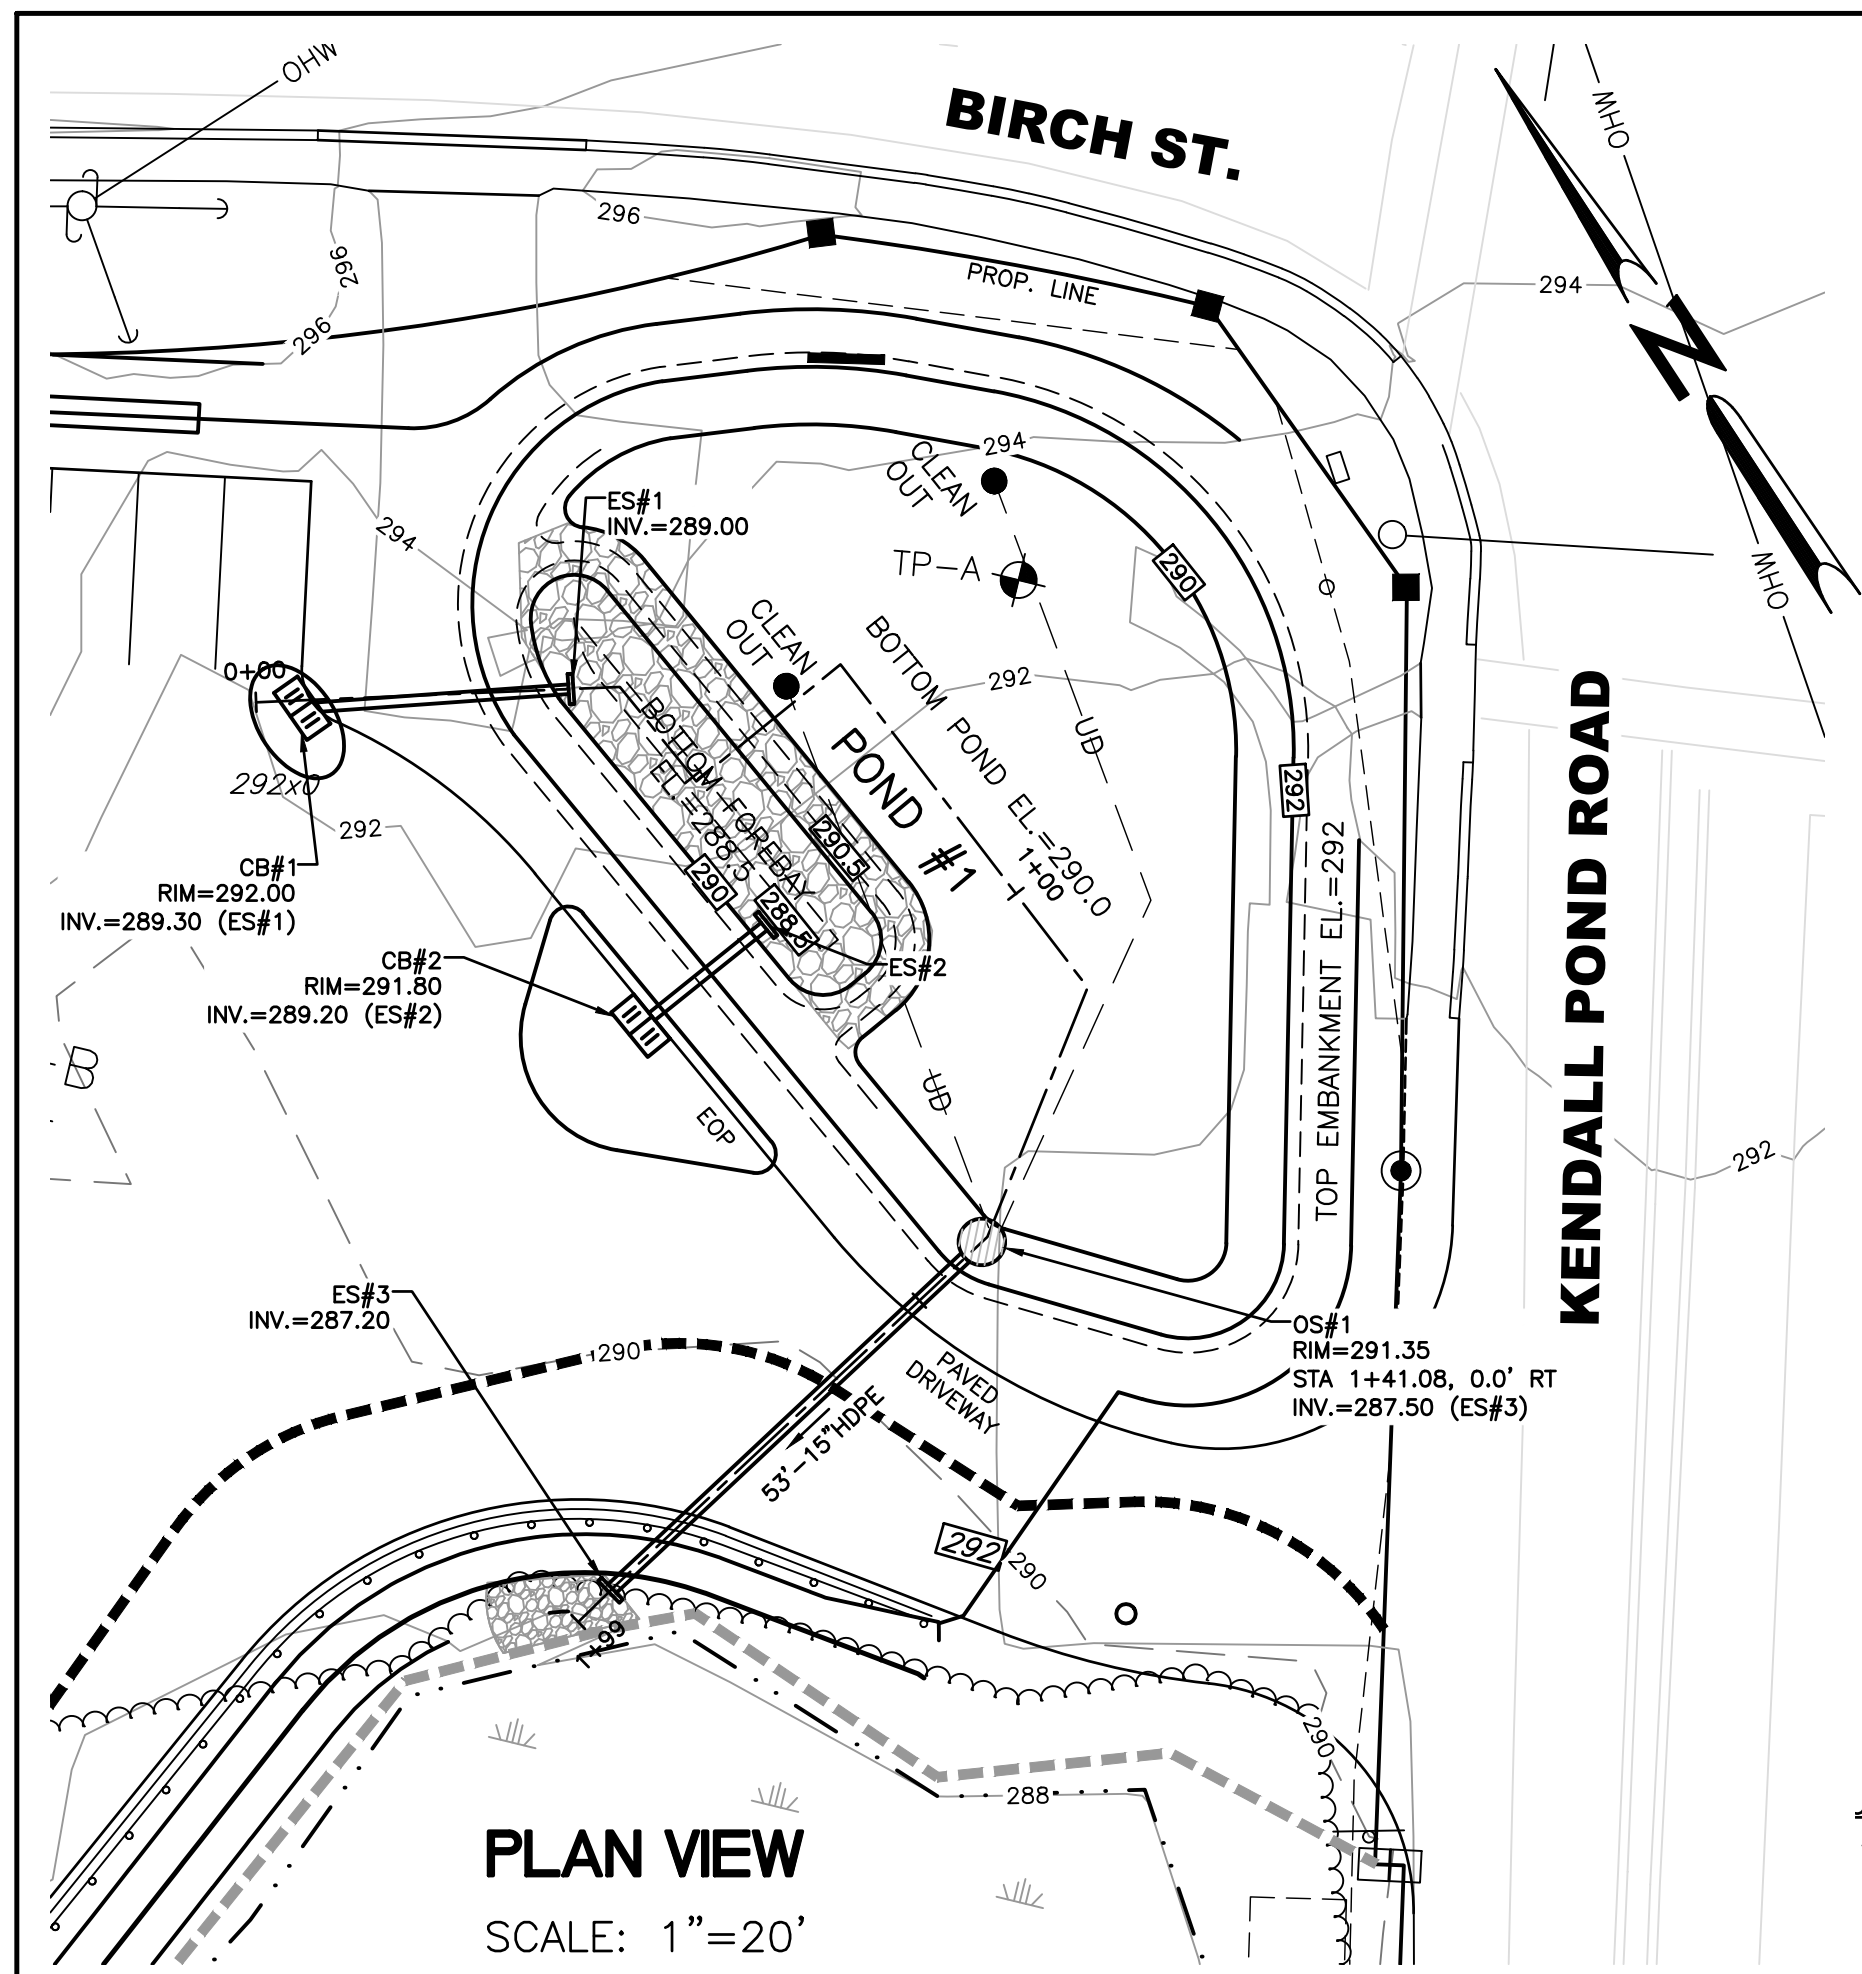 OHW
BIRCH ST.
OHW
296
296
296
PROP. LINE
294
N
294
CLEAN
OUT
ES#1
INV.=289.00
294
TP-A
290
OHW
CLEAN
OUT
0+00
292
UD
BOTTOM POND EL.=290.0
POND #1
BOTTOM FOREBAY
EL.=288.5
292x0
292
292
290.5
290
288.5
1+00
CB#1
RIM=292.00
INV.=289.30 (ES#1)
CB#2
RIM=291.80
INV.=289.20 (ES#2)
ES#2
TOP EMBANKMENT EL.=292
KENDALL POND ROAD
B
UD
EOP
292
ES#3
INV.=287.20
290
OS#1
RIM=291.35
STA 1+41.08, 0.0' RT
INV.=287.50 (ES#3)
PAVED
DRIVEWAY
53'-15"HDPE
292
290
1+99
290
288
PLAN VIEW
SCALE: 1"=20'